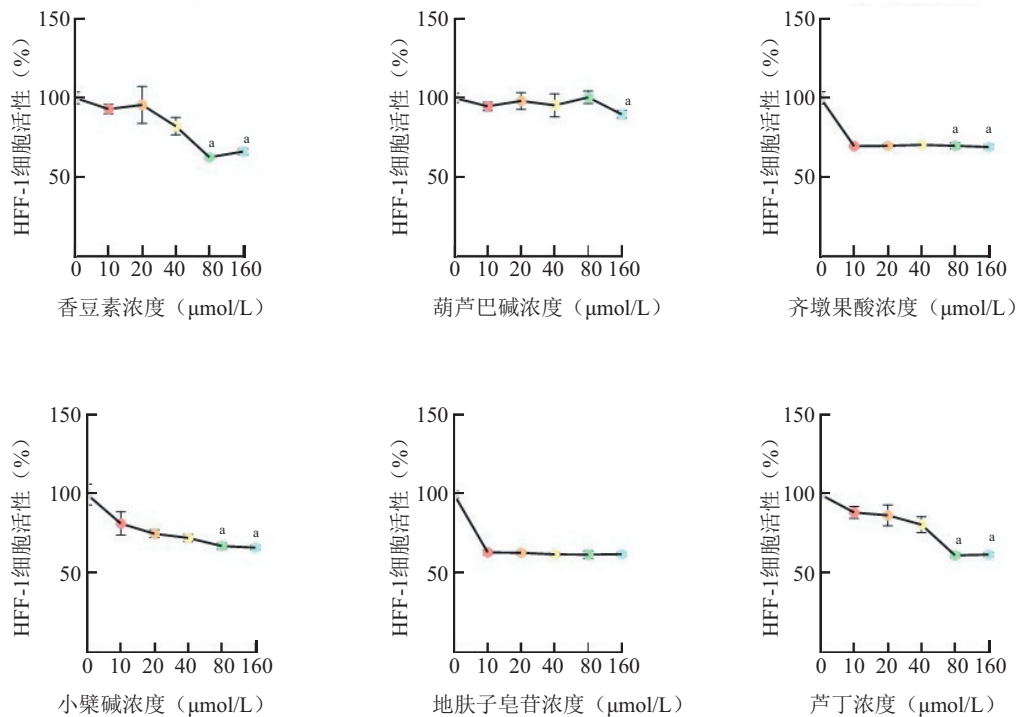 150
100
50
HFF-1细胞活性（%）
a
a
0 10 20 40 80 160
香豆素浓度（μmol/L）
150
100
50
HFF-1细胞活性（%）
a
0 10 20 40 80 160
葫芦巴碱浓度（μmol/L）
150
100
50
HFF-1细胞活性（%）
a
a
0 10 20 40 80 160
齐墩果酸浓度（μmol/L）
150
100
50
HFF-1细胞活性（%）
a
a
0 10 20 40 80 160
小檗碱浓度（μmol/L）
150
100
50
HFF-1细胞活性（%）
0 10 20 40 80 160
地肤子皂苷浓度（μmol/L）
150
100
50
HFF-1细胞活性（%）
a
a
0 10 20 40 80 160
芦丁浓度（μmol/L）